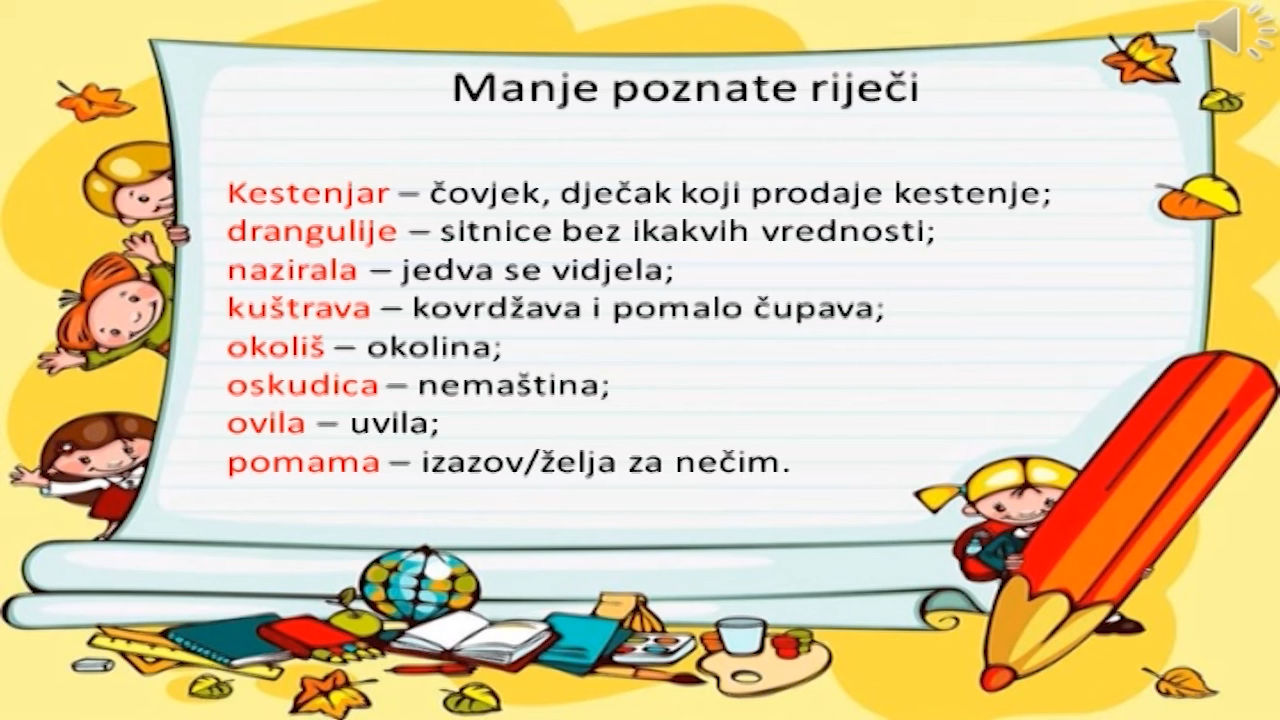 Manje poznate riječi
Kestenjar – čovjek, dječak koji prodaje kestenje;
drangulije – sitnice bez ikakvih vrednosti;
nazirala – jedva se vidjela;
kuštrava – kovrdžava i pomalo čupava;
okoliš – okolina;
oskudica – nemaština;
ovila – uvila;
pomama – izazov/želja za nečim.